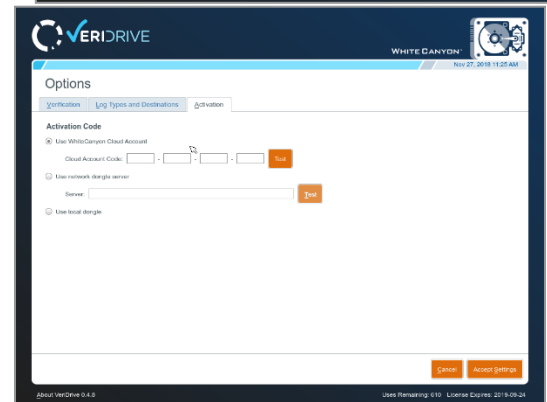 VERIDRIVE
WHITE CANYON
Nov 27, 2018 11:25 AM
Options
Verification Log Types and Destinations Activation
Activation Code
Use WhiteCanyon Cloud Account
Cloud Account Code: - - - Test
Use network dongle server
Server: Test
Use local dongle
Cancel Accept Settings
About VeriDrive 0.4.8 Uses Remaining: 610 License Expires: 2019-09-24